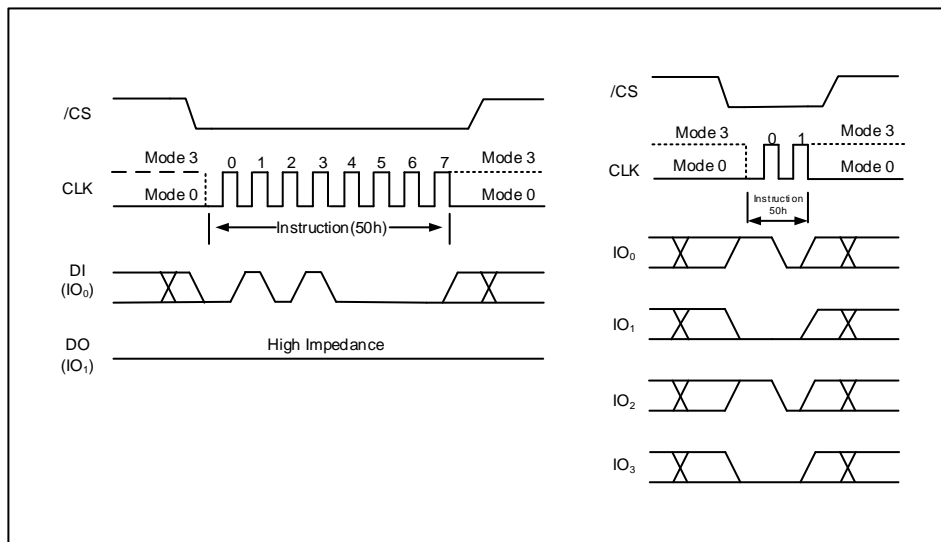 /CS
Mode 3 0 1 2 3 4 5 6 7 Mode 3
CLK Mode 0 Mode 0
Instruction (50h)
DI
(IO0)
DO High Impedance
(IO1)
/CS
Mode 3 0 1 Mode 3
CLK Mode 0 Mode 0
Instruction
50h
IO0
IO1
IO2
IO3